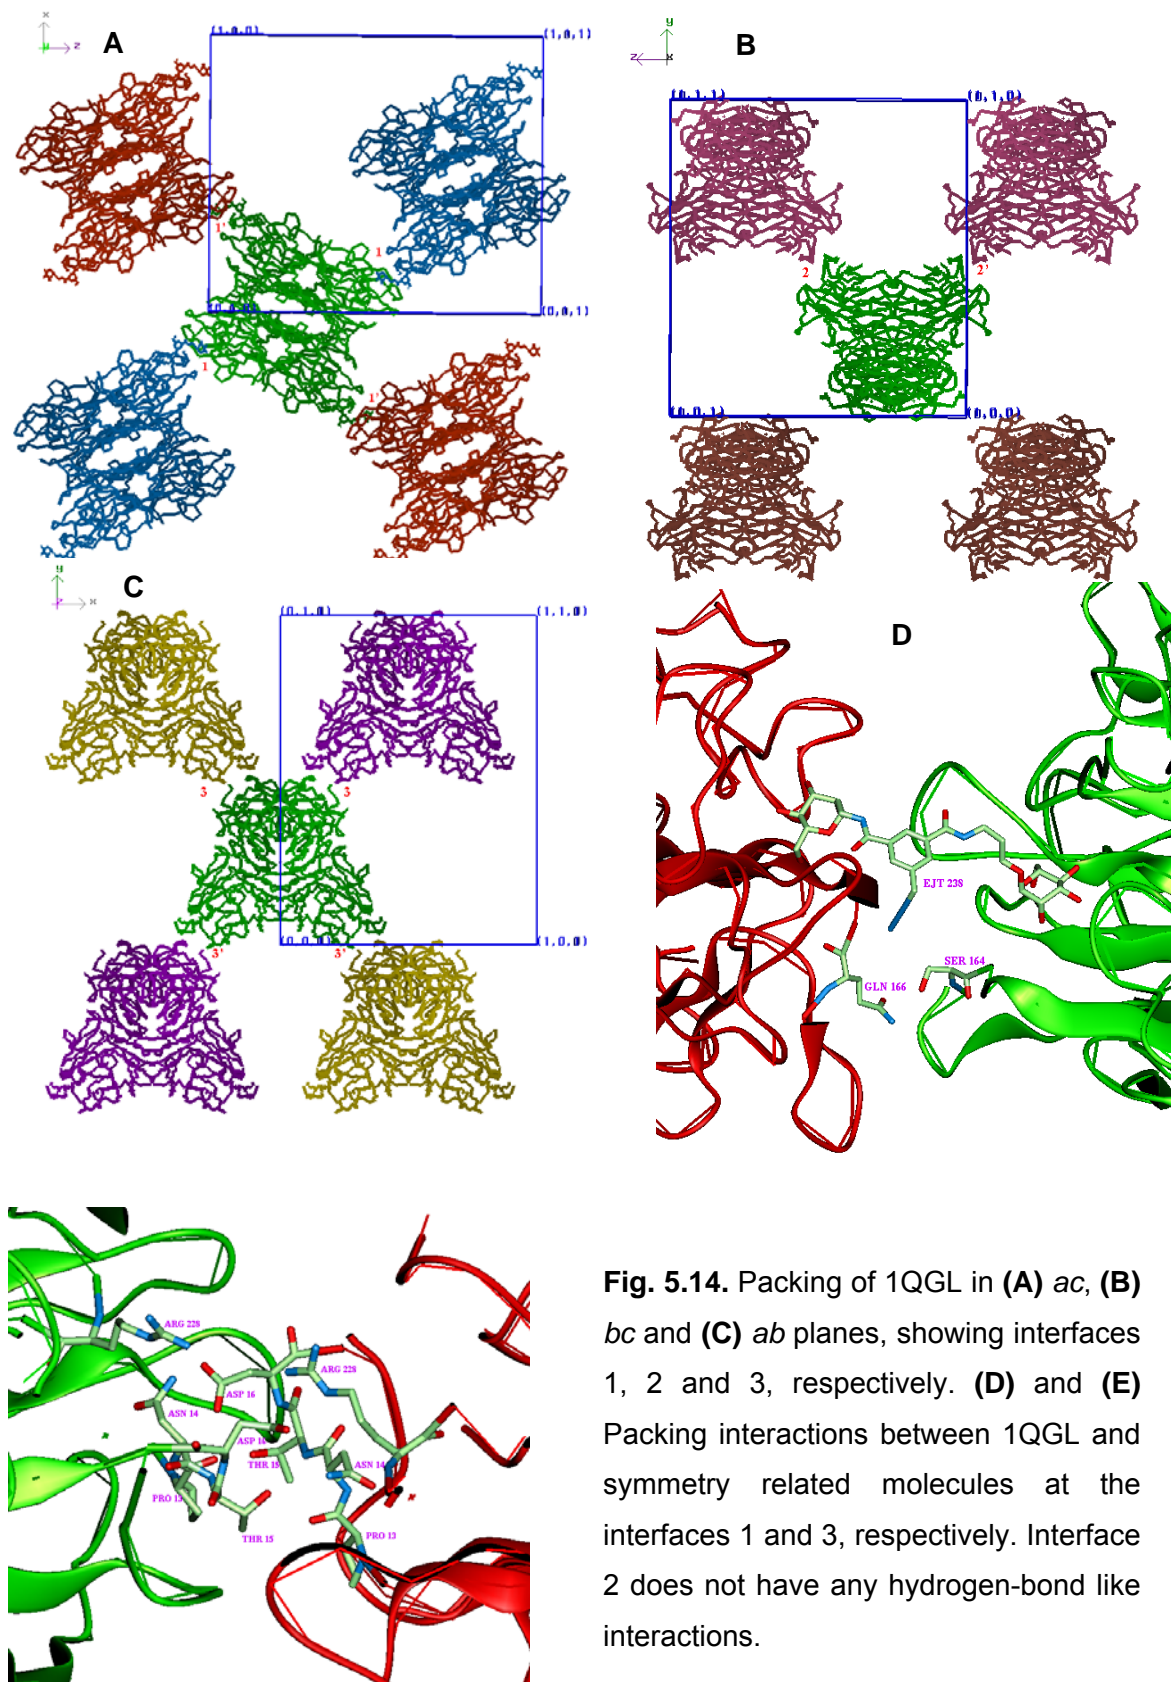 x
A
y
z
(1,0,0)
(1,0,1)
1'
1
(0,0,0)
(0,0,1)
1
1'
y
B
z
x
(0,1,1)
(0,1,0)
2
2'
(0,0,1)
(0,0,0)
y
C
z
x
(0,1,0)
(1,1,0)
3
3
(0,0,0)
(1,0,0)
3'
3'
D
EJT 238
SER 164
GLN 166
ARG 228
ARG 228
ASP 16
ASN 14
ASP 16
THR 15
ASN 14
PRO 13
THR 15
PRO 13
Fig. 5.14. Packing of 1QGL in (A) ac, (B)
bc and (C) ab planes, showing interfaces
1, 2 and 3, respectively. (D) and (E)
Packing interactions between 1QGL and
symmetry related molecules at the
interfaces 1 and 3, respectively. Interface
2 does not have any hydrogen-bond like
interactions.